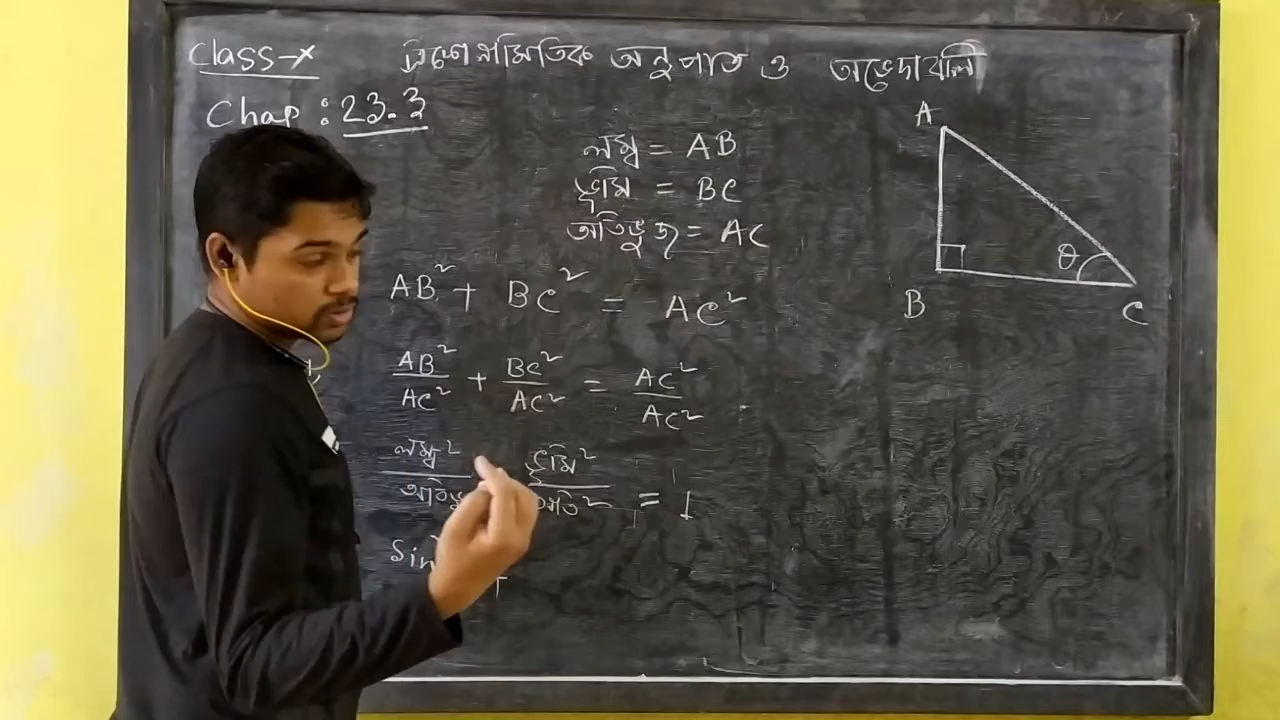 Class-X ত্রিকোণমিতিক অনুপাত ও অভেদাবলি
Chap : 23.3
A
লম্ব = AB
ভূমি = BC
অতিভুজ = AC
θ
B C
AB² + BC² = AC²
AB²/AC² + BC²/AC² = AC²/AC²
লম্ব²/অতিভু ভূমি²/অতি² = 1
Sin